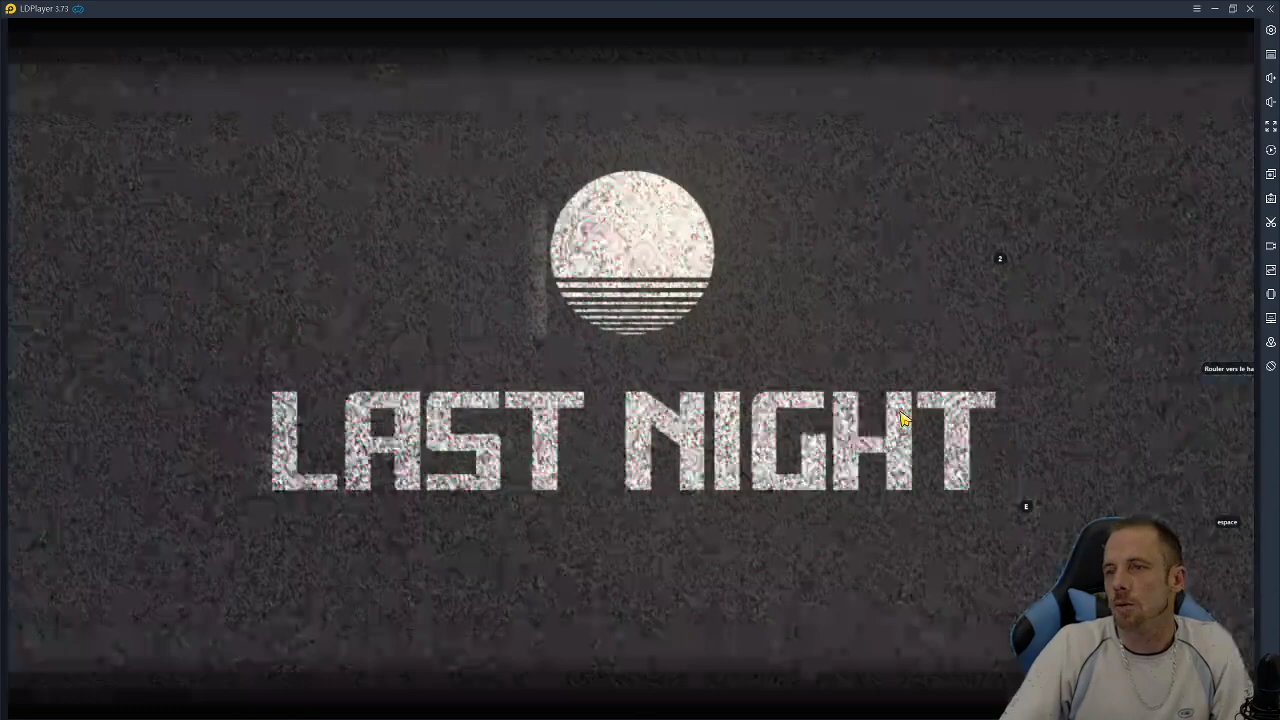 LDPlayer 3.73
2
Rouler vers le ha
LAST NIGHT
E
espace